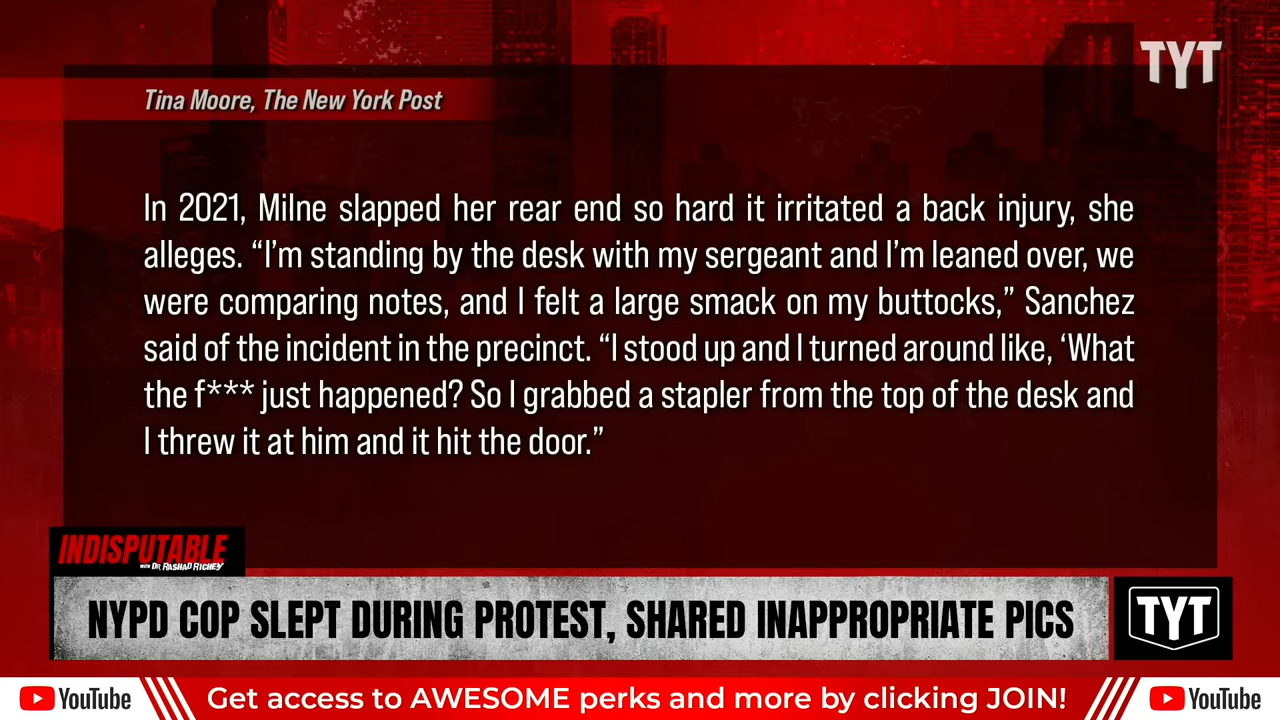 TYT
Tina Moore, The New York Post
In 2021, Milne slapped her rear end so hard it irritated a back injury, she
alleges. “I’m standing by the desk with my sergeant and I’m leaned over, we
were comparing notes, and I felt a large smack on my buttocks,” Sanchez
said of the incident in the precinct. “I stood up and I turned around like, ‘What
the f*** just happened? So I grabbed a stapler from the top of the desk and
I threw it at him and it hit the door.”
INDISPUTABLE
WITH DR. RASHAD RICHEY
NYPD COP SLEPT DURING PROTEST, SHARED INAPPROPRIATE PICS
TYT
YouTube
Get access to AWESOME perks and more by clicking JOIN!
YouTube